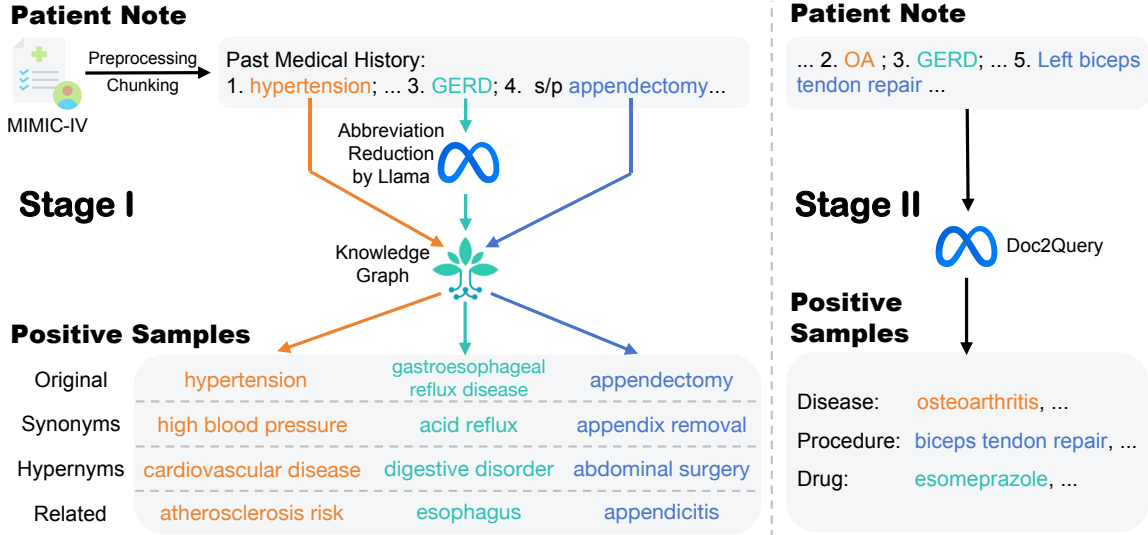 Patient Note
MIMIC-IV
Preprocessing
Chunking
Past Medical History:
1. hypertension; ... 3. GERD; 4. s/p appendectomy...
Abbreviation
Reduction
by Llama
Stage I
Knowledge
Graph
Positive Samples
Original hypertension gastroesophageal reflux disease appendectomy
Synonyms high blood pressure acid reflux appendix removal
Hypernyms cardiovascular disease digestive disorder abdominal surgery
Related atherosclerosis risk esophagus appendicitis
Patient Note
... 2. OA ; 3. GERD; ... 5. Left biceps
tendon repair ...
Stage II
Doc2Query
Positive
Samples
Disease: osteoarthritis, ...
Procedure: biceps tendon repair, ...
Drug: esomeprazole, ...